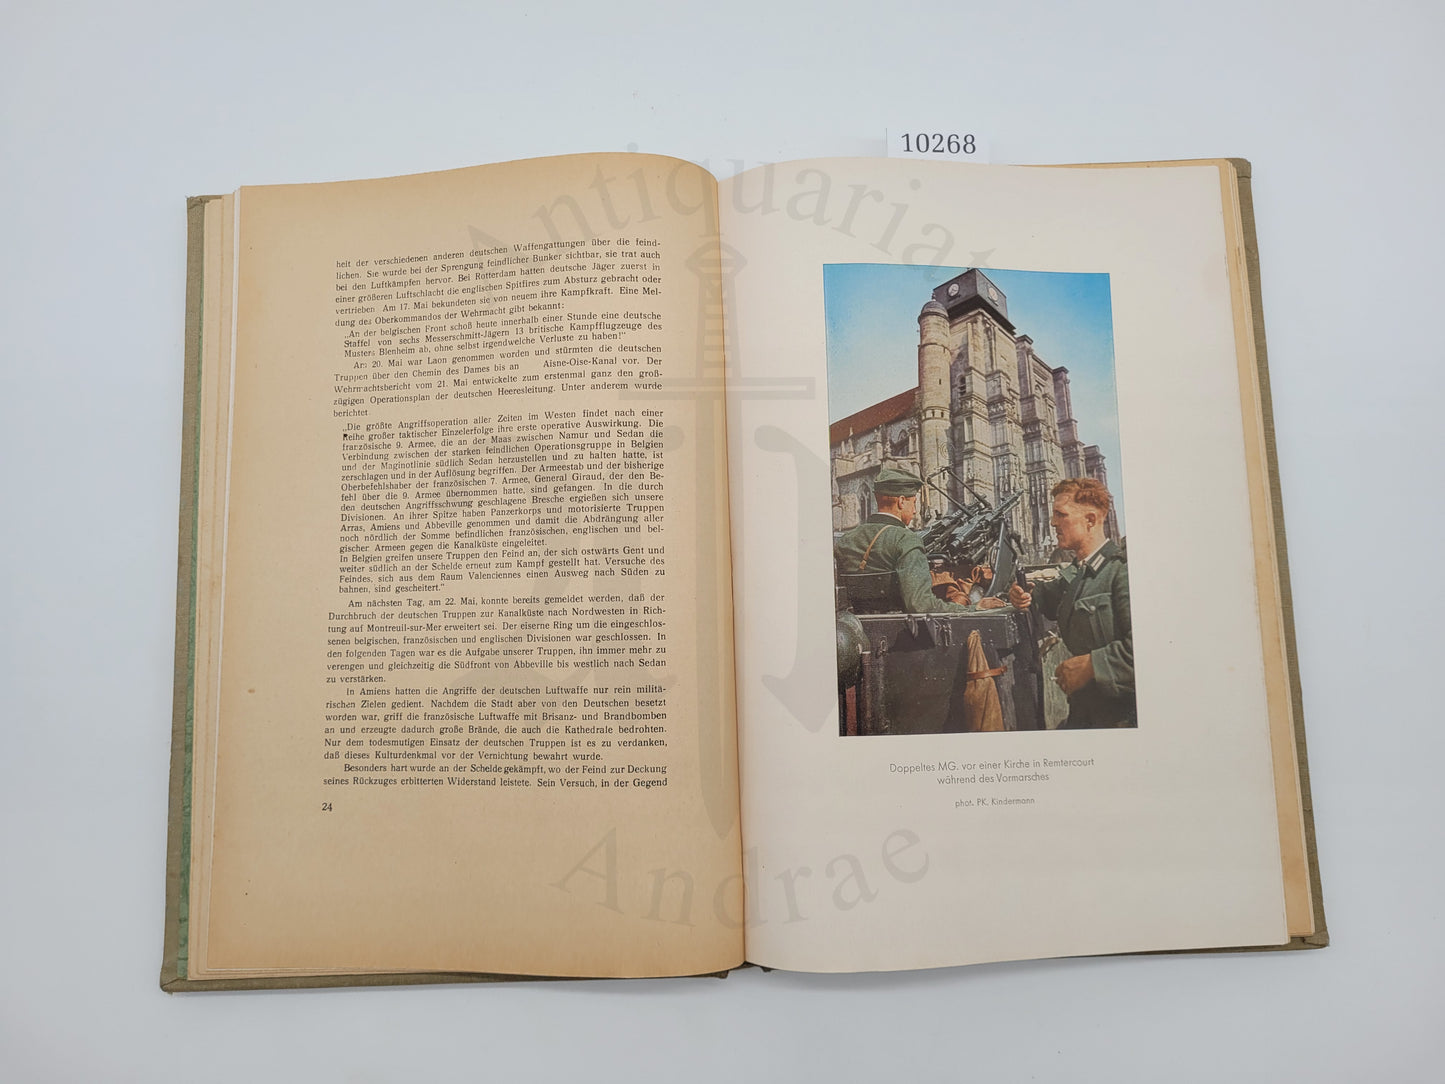 10268
Antiquariat
heit der verschiedenen anderen deutschen Waffengattungen über die feind-
lichen. Sie wurde bei der Sprengung feindlicher Bunker sichtbar, sie trat auch
bei den Luftkämpfen hervor. Bei Rotterdam hatten deutsche Jäger zuerst in
einer größeren Luftschlacht die englischen Spitfires zum Absturz gebracht oder
vertrieben Am 17. Mai bekundeten sie von neuem ihre Kampfkraft. Eine Mel-
dung des Oberkommandos der Wehrmacht gibt bekannt:
„An der belgischen Front schoß heute innerhalb einer Stunde eine deutsche
Staffel von sechs Messerschmitt-Jägern 13 britische Kampfflugzeuge des
Musters Blenheim ab, ohne selbst irgendwelche Verluste zu haben!"
Am 20. Mai war Laon genommen worden und stürmten die deutschen
Truppen über den Chemin des Dames bis an Aisne-Oise-Kanal vor. Der
Wehrmachtsbericht vom 21. Mai entwickelte zum erstenmal ganz den groß-
zügigen Operationsplan der deutschen Heeresleitung. Unter anderem wurde
berichtet
„Die größte Angriffsoperation aller Zeiten im Westen findet nach einer
Reihe großer taktischer Einzelerfolge ihre erste operative Auswirkung. Die
französische 9. Armee, die an der Maas zwischen Namur und Sedan die
Verbindung zwischen der starken feindlichen Operationsgruppe in Belgien
und der Maginotlinie südlich Sedan herzustellen und zu halten hatte, ist
zerschlagen und in der Auflösung begriffen. Der Armeestab und der bisherige
Oberbefehlshaber der französischen 7. Armee, General Giraud, der den Be-
fehl über die 9. Armee übernommen hatte, sind gefangen. In die durch
den deutschen Angriffsschwung geschlagene Bresche ergießen sich unsere
Divisionen. An ihrer Spitze haben Panzerkorps und motorisierte Truppen
Arras, Amiens und Abbeville genommen und damit die Abdrängung aller
noch nördlich der Somme befindlichen französischen, englischen und bel-
gischer Armeen gegen die Kanalküste eingeleitet.
In Belgien greifen unsere Truppen den Feind an, der sich ostwärts Gent und
weiter südlich an der Schelde erneut zum Kampf gestellt hat. Versuche des
Feindes, sich aus dem Raum Valenciennes einen Ausweg nach Süden zu
bahnen, sind gescheitert."
Am nächsten Tag, am 22. Mai, konnte bereits gemeldet werden, daß der
Durchbruch der deutschen Truppen zur Kanalküste nach Nordwesten in Rich-
tung auf Montreuil-sur-Mer erweitert sei. Der eiserne Ring um die eingeschlos-
senen belgischen, französischen und englischen Divisionen war geschlossen. In
den folgenden Tagen war es die Aufgabe unserer Truppen, ihn immer mehr zu
verengen und gleichzeitig die Südfront von Abbeville bis westlich nach Sedan
zu verstärken.
In Amiens hatten die Angriffe der deutschen Luftwaffe nur rein militä-
rischen Zielen gedient. Nachdem die Stadt aber von den Deutschen besetzt
worden war, griff die französische Luftwaffe mit Brisanz- und Brandbomben
an und erzeugte dadurch große Brände, die auch die Kathedrale bedrohten.
Nur dem todesmutigen Einsatz der deutschen Truppen ist es zu verdanken,
daß dieses Kulturdenkmal vor der Vernichtung bewahrt wurde.
Besonders hart wurde an der Schelde gekämpft, wo der Feind zur Deckung
seines Rückzuges erbitterten Widerstand leistete. Sein Versuch, in der Gegend
24
Doppeltes MG. vor einer Kirche in Remtercourt
während des Vormarsches
phot. PK. Kindermann
Andrae